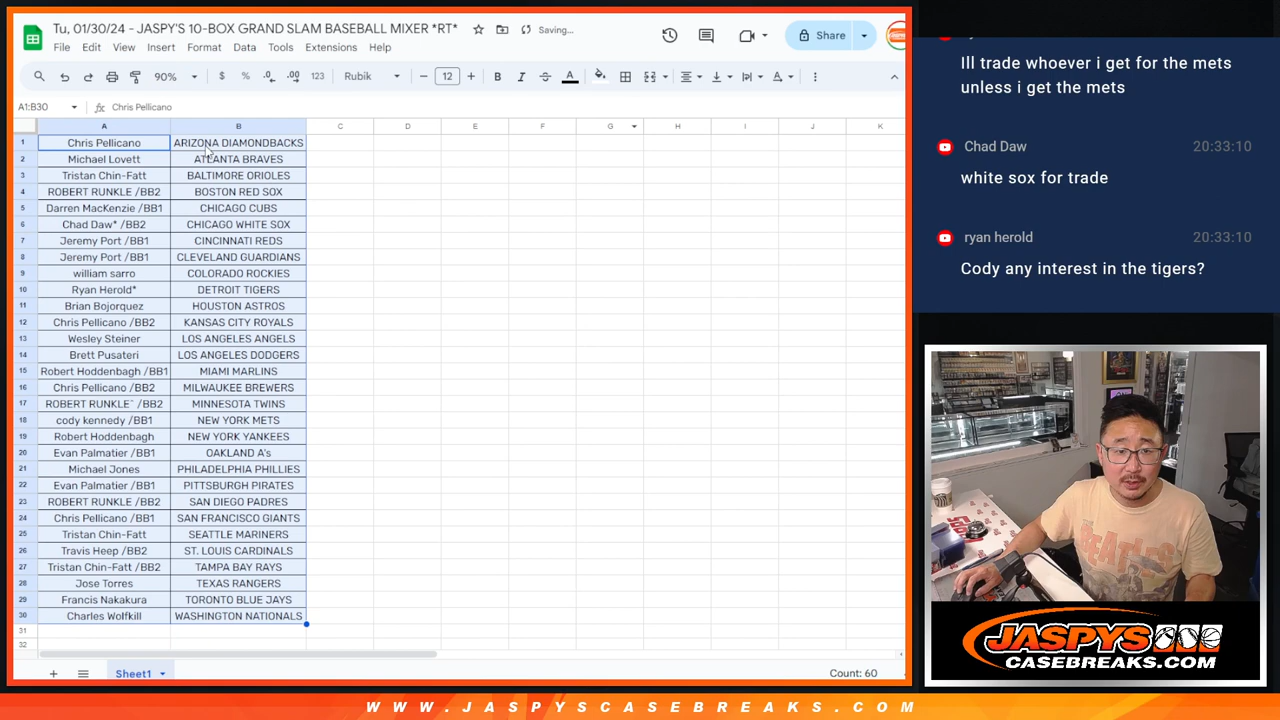 Tu, 01/30/24 - JASPY'S 10-BOX GRAND SLAM BASEBALL MIXER *RT*
Saving...
File Edit View Insert Format Data Tools Extensions Help
Share
90% $ % .0 .00 123 Rubik 12 B I A
A1:B30 fx Chris Pellicano
A B C D E F G H I J K
1 Chris Pellicano ARIZONA DIAMONDBACKS
2 Michael Lovett ATLANTA BRAVES
3 Tristan Chin-Fatt BALTIMORE ORIOLES
4 ROBERT RUNKLE /BB2 BOSTON RED SOX
5 Darren MacKenzie /BB1 CHICAGO CUBS
6 Chad Daw* /BB2 CHICAGO WHITE SOX
7 Jeremy Port /BB1 CINCINNATI REDS
8 Jeremy Port /BB1 CLEVELAND GUARDIANS
9 william sarro COLORADO ROCKIES
10 Ryan Herold* DETROIT TIGERS
11 Brian Bojorquez HOUSTON ASTROS
12 Chris Pellicano /BB2 KANSAS CITY ROYALS
13 Wesley Steiner LOS ANGELES ANGELS
14 Brett Pusateri LOS ANGELES DODGERS
15 Robert Hoddenbagh /BB1 MIAMI MARLINS
16 Chris Pellicano /BB2 MILWAUKEE BREWERS
17 ROBERT RUNKLEˆ /BB2 MINNESOTA TWINS
18 cody kennedy /BB1 NEW YORK METS
19 Robert Hoddenbagh NEW YORK YANKEES
20 Evan Palmatier /BB1 OAKLAND A's
21 Michael Jones PHILADELPHIA PHILLIES
22 Evan Palmatier /BB1 PITTSBURGH PIRATES
23 ROBERT RUNKLE /BB2 SAN DIEGO PADRES
24 Chris Pellicano /BB1 SAN FRANCISCO GIANTS
25 Tristan Chin-Fatt SEATTLE MARINERS
26 Travis Heep /BB2 ST. LOUIS CARDINALS
27 Tristan Chin-Fatt /BB2 TAMPA BAY RAYS
28 Jose Torres TEXAS RANGERS
29 Francis Nakakura TORONTO BLUE JAYS
30 Charles Wolfkill WASHINGTON NATIONALS
31
32
Sheet1 Count: 60
Ill trade whoever i get for the mets
unless i get the mets
Chad Daw 20:33:10
white sox for trade
ryan herold 20:33:10
Cody any interest in the tigers?
JASPYS
CASEBREAKS.COM
WWW.JASPYSCASEBREAKS.COM